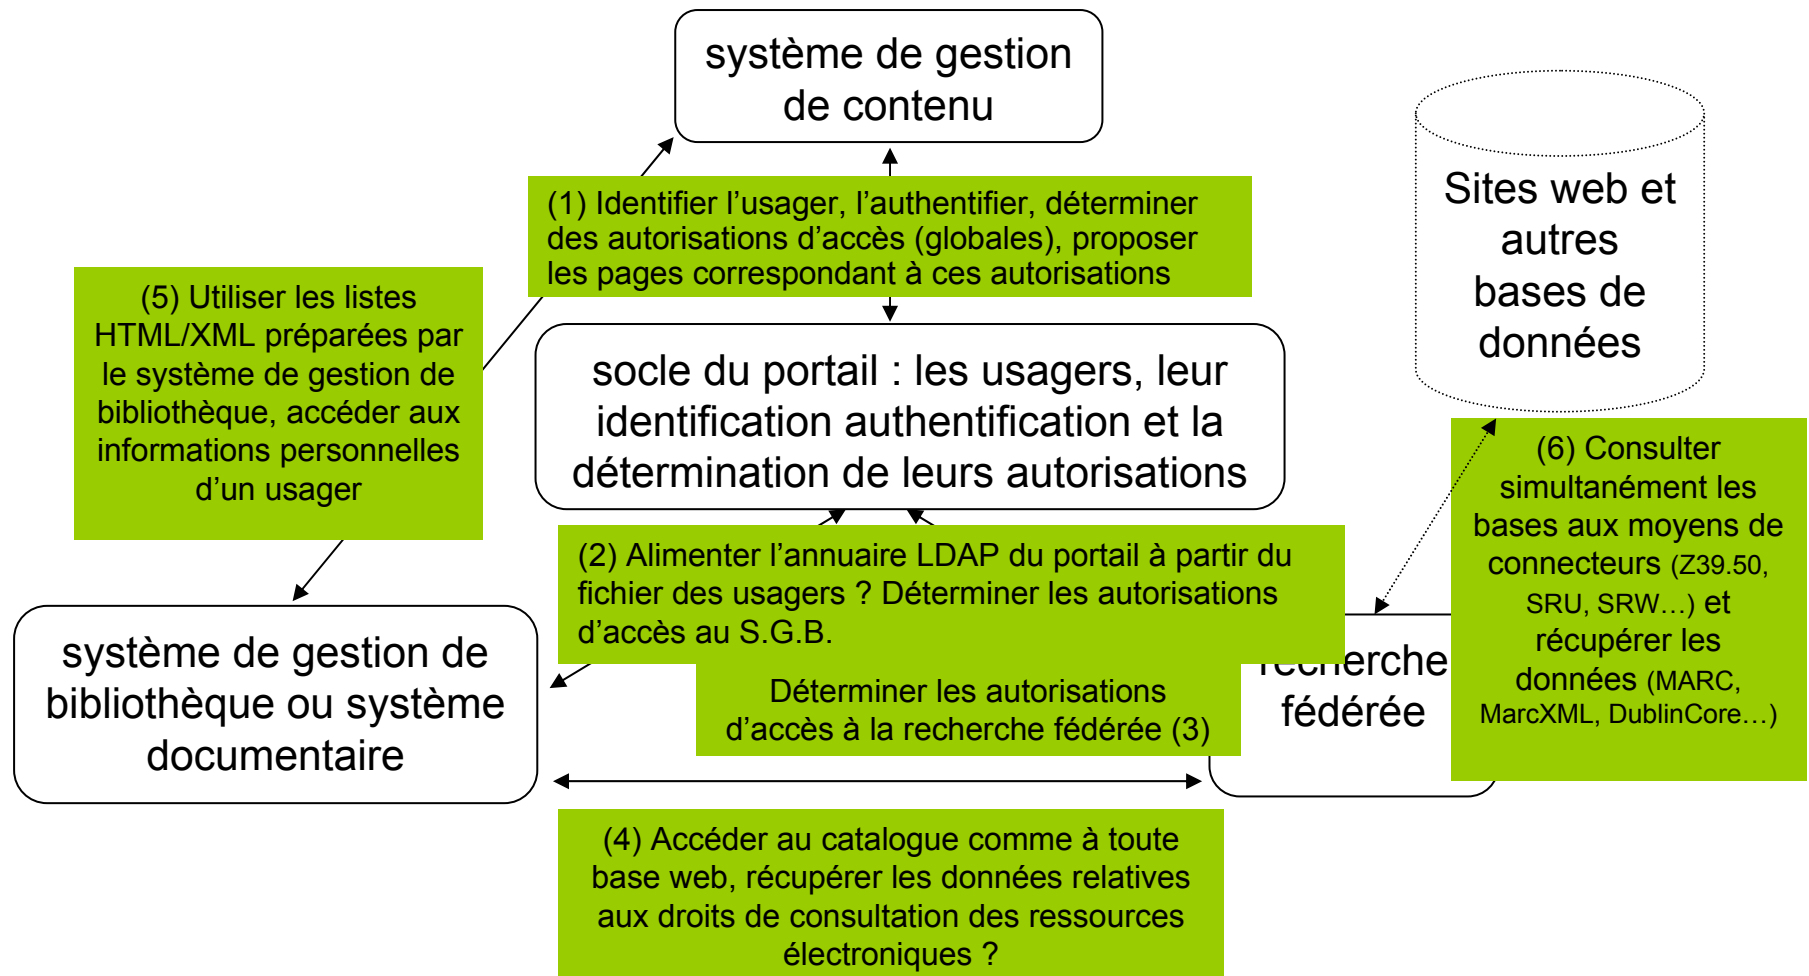 système de gestion
de contenu
(1) Identifier l’usager, l’authentifier, déterminer
des autorisations d’accès (globales), proposer
les pages correspondant à ces autorisations
Sites web et
autres
bases de
données
(5) Utiliser les listes
HTML/XML préparées par
le système de gestion de
bibliothèque, accéder aux
informations personnelles
d’un usager
socle du portail : les usagers, leur
identification authentification et la
détermination de leurs autorisations
(6) Consulter
simultanément les
bases aux moyens de
connecteurs (Z39.50,
SRU, SRW…) et
récupérer les
données (MARC,
MarcXML, DublinCore…)
(2) Alimenter l’annuaire LDAP du portail à partir du
fichier des usagers ? Déterminer les autorisations
d’accès au S.G.B.
système de gestion de
bibliothèque ou système
documentaire
recherche
fédérée
Déterminer les autorisations
d’accès à la recherche fédérée (3)
(4) Accéder au catalogue comme à toute
base web, récupérer les données relatives
aux droits de consultation des ressources
électroniques ?